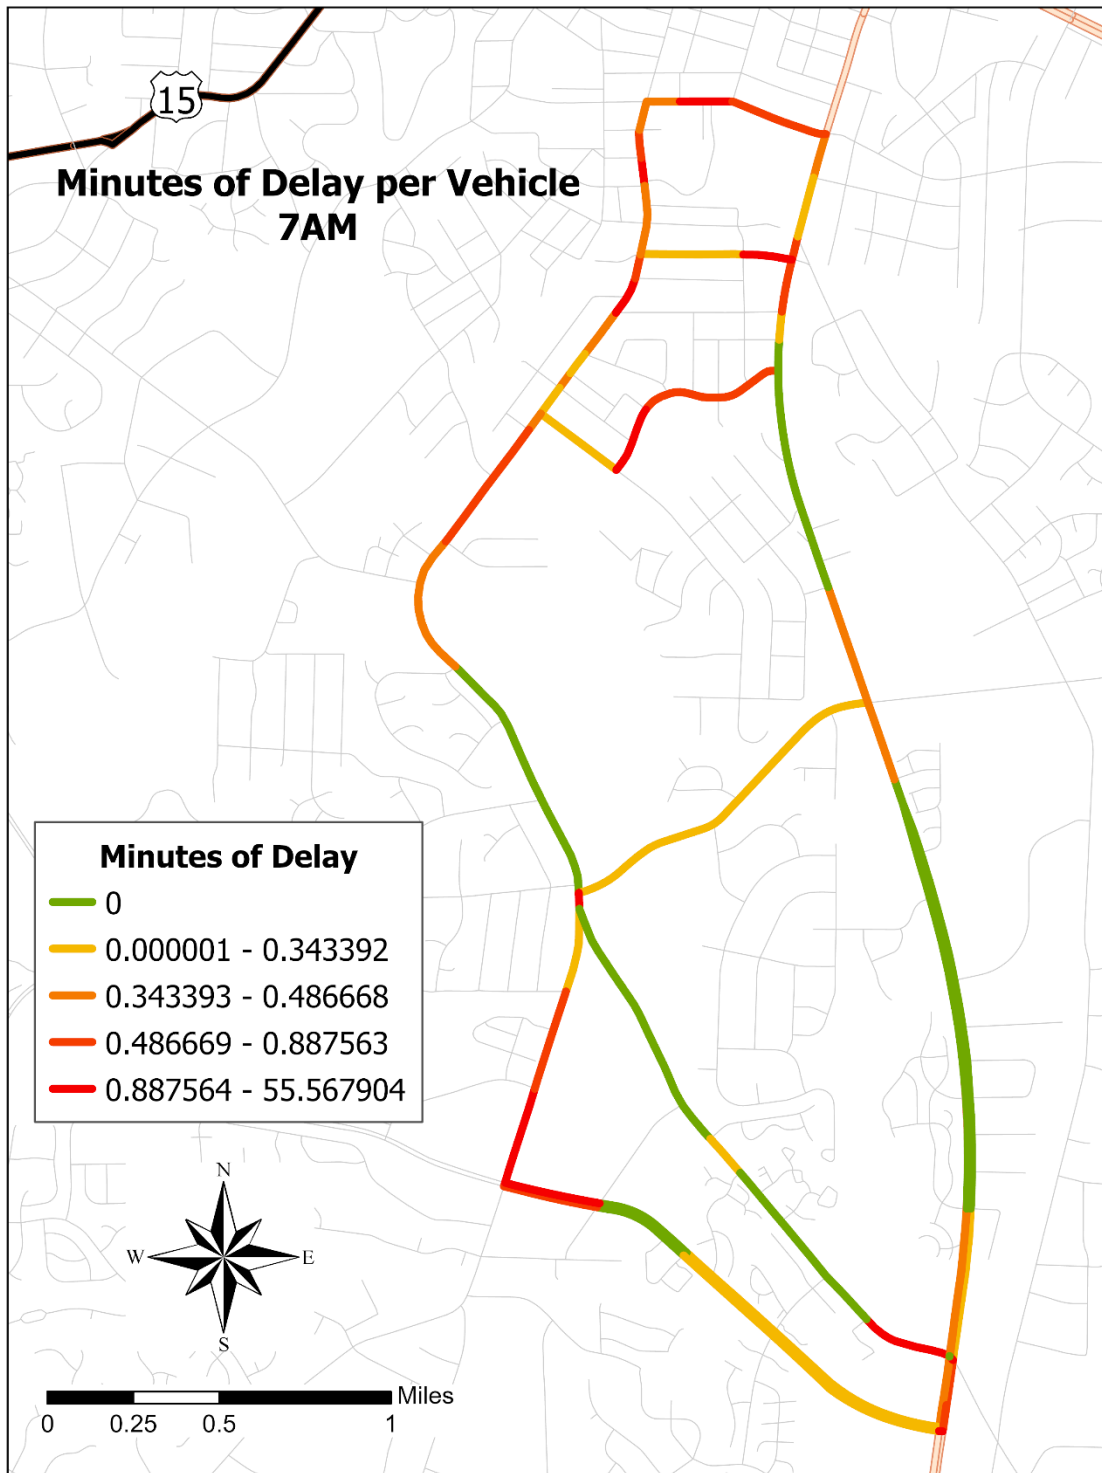 15
Minutes of Delay per Vehicle
7AM
Minutes of Delay
0
0.000001 - 0.343392
0.343393 - 0.486668
0.486669 - 0.887563
0.887564 - 55.567904
N
W E
S
Miles
0 0.25 0.5 1